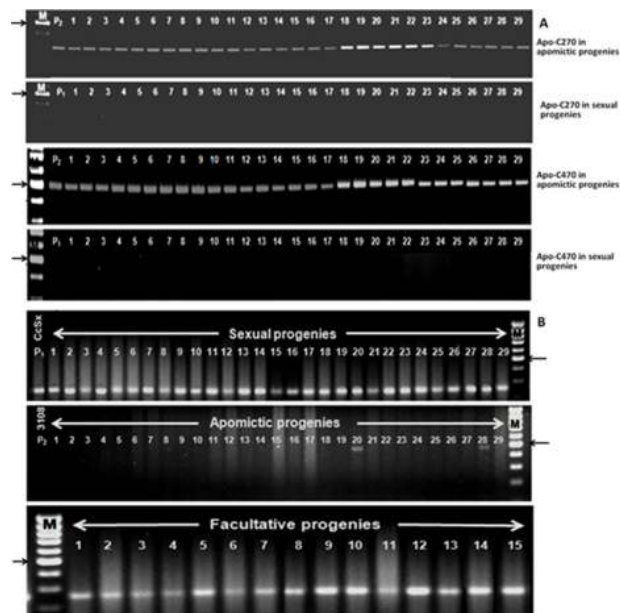 A
M P2 1 2 3 4 5 6 7 8 9 10 11 12 13 14 15 16 17 18 19 20 21 22 23 24 25 26 27 28 29
Apo-C270 in
apomictic progenies
M P1 1 2 3 4 5 6 7 8 9 10 11 12 13 14 15 16 17 18 19 20 21 22 23 24 25 26 27 28 29
Apo-C270 in sexual
progenies
P2 1 2 3 4 5 6 7 8 9 10 11 12 13 14 15 16 17 18 19 20 21 22 23 24 25 26 27 28 29
Apo-C470 in
apomictic progenies
P1 1 2 3 4 5 6 7 8 9 10 11 12 13 14 15 16 17 18 19 20 21 22 23 24 25 26 27 28 29
Apo-C470 in sexual
progenies
B
CcSx
Sexual progenies
M
P1 1 2 3 4 5 6 7 8 9 10 11 12 13 14 15 16 17 18 19 20 21 22 23 24 25 26 27 28 29
3108
Apomictic progenies
M
P2 1 2 3 4 5 6 7 8 9 10 11 12 13 14 15 16 17 18 19 20 21 22 23 24 25 26 27 28 29
M
Facultative progenies
1 2 3 4 5 6 7 8 9 10 11 12 13 14 15